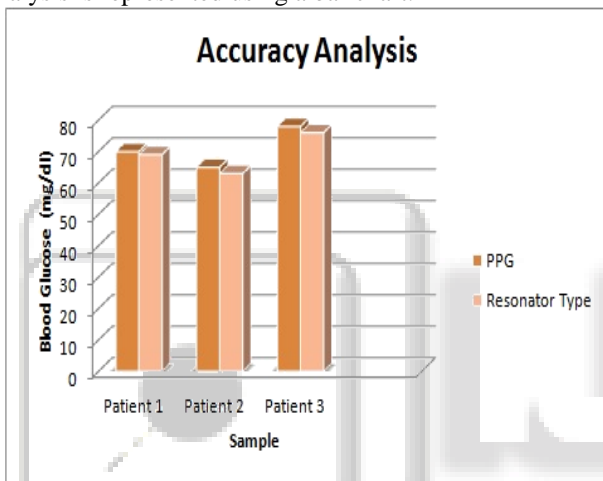 Accuracy Analysis
80
70
60
50
40
30
20
10
0
Blood Glucose (mg/dl)
Patient 1 Patient 2 Patient 3
Sample
PPG
Resonator Type